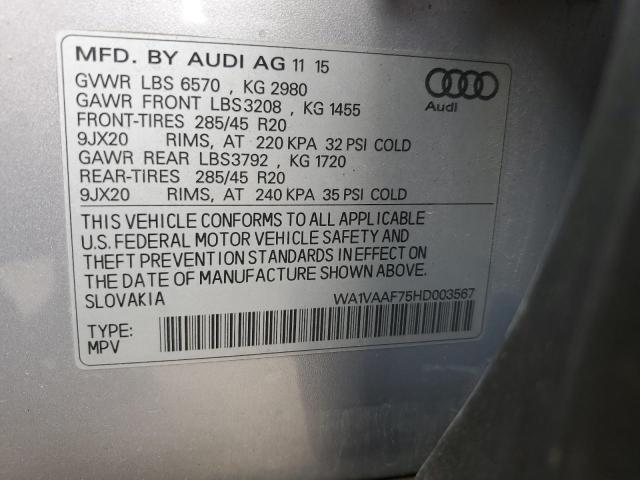 MFD. BY AUDI AG 11 15
GVWR LBS 6570 , KG 2980
GAWR FRONT LBS3208 , KG 1455
FRONT-TIRES 285/45 R20
9JX20 RIMS, AT 220 KPA 32 PSI COLD
GAWR REAR LBS3792 , KG 1720
REAR-TIRES 285/45 R20
9JX20 RIMS, AT 240 KPA 35 PSI COLD
Audi
THIS VEHICLE CONFORMS TO ALL APPLICABLE
U.S. FEDERAL MOTOR VEHICLE SAFETY AND
THEFT PREVENTION STANDARDS IN EFFECT ON
THE DATE OF MANUFACTURE SHOWN ABOVE.
SLOVAKIA WA1VAAF75HD003567
TYPE:
MPV